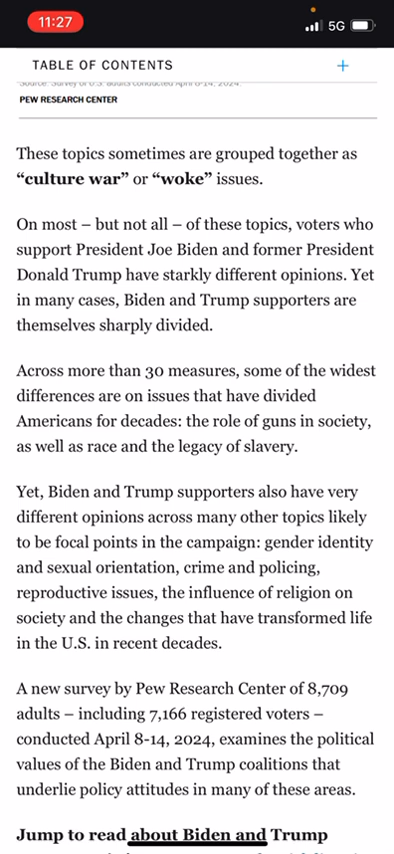 11:27
5G
TABLE OF CONTENTS
+
Source: Survey of U.S. adults conducted April 8-14, 2024.
PEW RESEARCH CENTER
These topics sometimes are grouped together as
“culture war” or “woke” issues.
On most – but not all – of these topics, voters who
support President Joe Biden and former President
Donald Trump have starkly different opinions. Yet
in many cases, Biden and Trump supporters are
themselves sharply divided.
Across more than 30 measures, some of the widest
differences are on issues that have divided
Americans for decades: the role of guns in society,
as well as race and the legacy of slavery.
Yet, Biden and Trump supporters also have very
different opinions across many other topics likely
to be focal points in the campaign: gender identity
and sexual orientation, crime and policing,
reproductive issues, the influence of religion on
society and the changes that have transformed life
in the U.S. in recent decades.
A new survey by Pew Research Center of 8,709
adults – including 7,166 registered voters –
conducted April 8-14, 2024, examines the political
values of the Biden and Trump coalitions that
underlie policy attitudes in many of these areas.
Jump to read about Biden and Trump